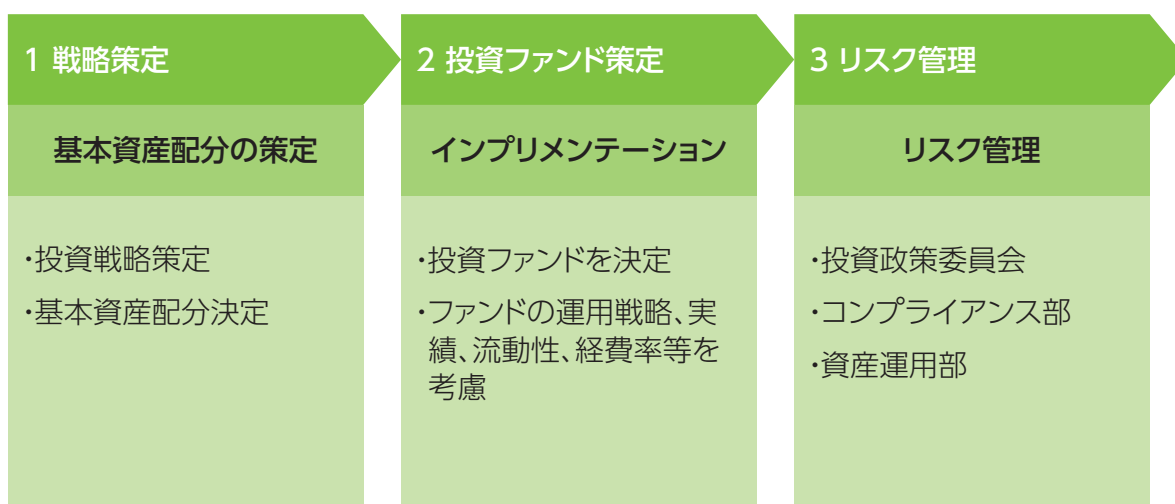 1 戦略策定
基本資産配分の策定
・投資戦略策定
・基本資産配分決定
2 投資ファンド策定
インプリメンテーション
・投資ファンドを決定
・ファンドの運用戦略、実
績、流動性、経費率等を
考慮
3 リスク管理
リスク管理
・投資政策委員会
・コンプライアンス部
・資産運用部